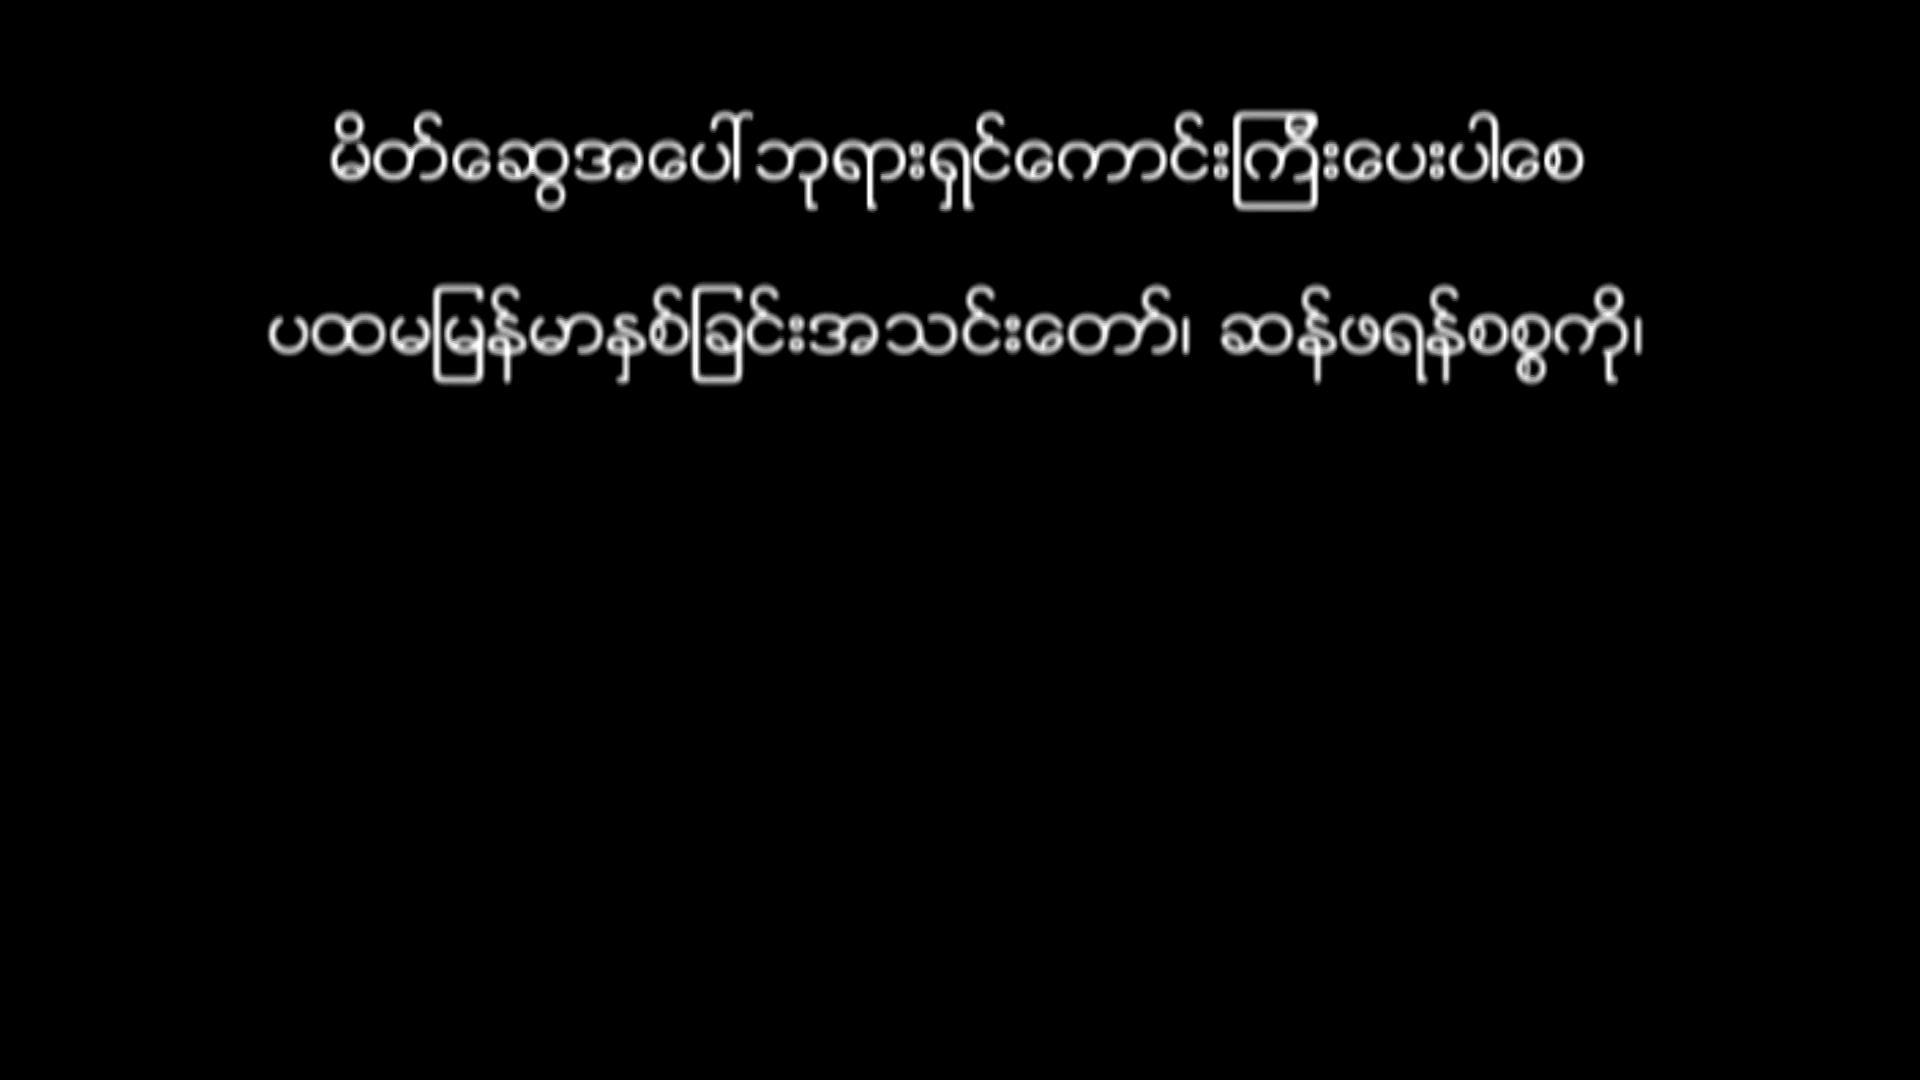 မိတ်ဆွေအပေါ် ဘုရားရှင်ကောင်းကြီးပေးပါစေ
ပထမမြန်မာနှစ်ခြင်းအသင်းတော်၊ ဆန်ဖရန်စစ္စကို၊